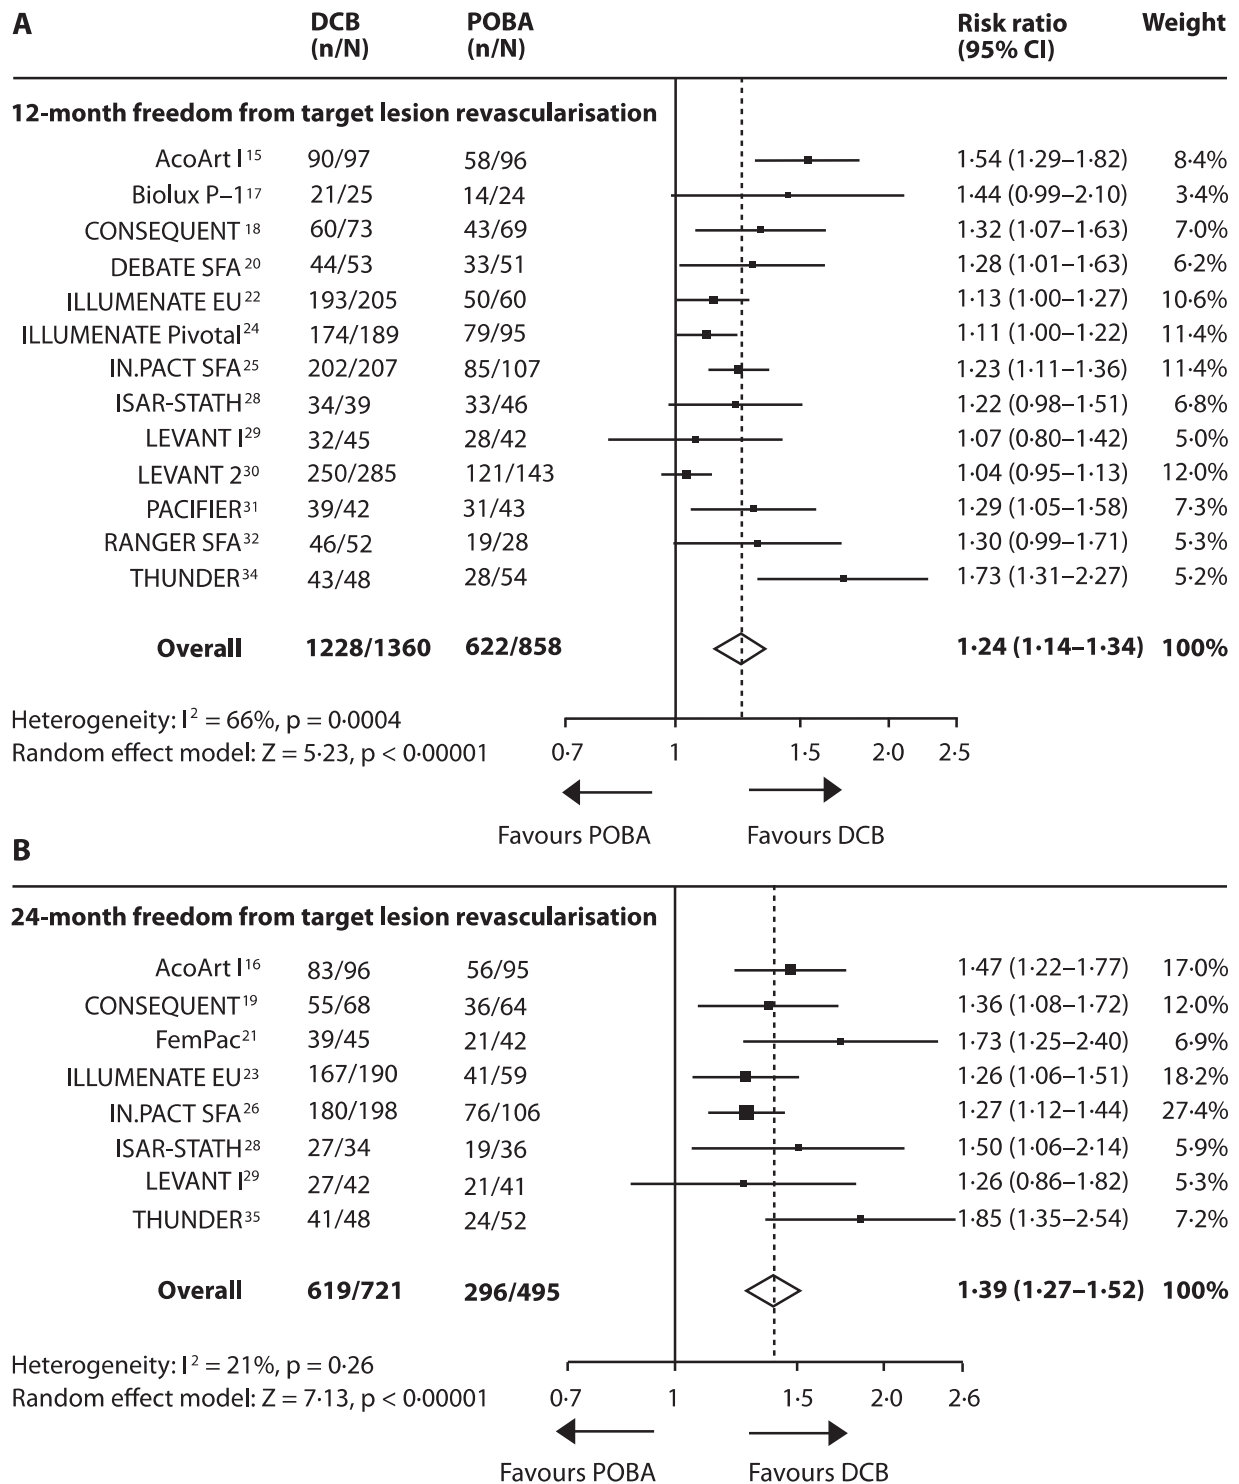 A DCB POBA Risk ratio Weight
(n/N) (n/N) (95% CI)
12-month freedom from target lesion revascularisation
AcoArt I15 90/97 58/96 1·54 (1·29–1·82) 8·4%
Biolux P–117 21/25 14/24 1·44 (0·99–2·10) 3·4%
CONSEQUENT18 60/73 43/69 1·32 (1·07–1·63) 7·0%
DEBATE SFA20 44/53 33/51 1·28 (1·01–1·63) 6·2%
ILLUMENATE EU22 193/205 50/60 1·13 (1·00–1·27) 10·6%
ILLUMENATE Pivotal24 174/189 79/95 1·11 (1·00–1·22) 11·4%
IN.PACT SFA25 202/207 85/107 1·23 (1·11–1·36) 11·4%
ISAR-STATH28 34/39 33/46 1·22 (0·98–1·51) 6·8%
LEVANT I29 32/45 28/42 1·07 (0·80–1·42) 5·0%
LEVANT 230 250/285 121/143 1·04 (0·95–1·13) 12·0%
PACIFIER31 39/42 31/43 1·29 (1·05–1·58) 7·3%
RANGER SFA32 46/52 19/28 1·30 (0·99–1·71) 5·3%
THUNDER34 43/48 28/54 1·73 (1·31–2·27) 5·2%
Overall 1228/1360 622/858 1·24 (1·14–1·34) 100%
Heterogeneity: I2 = 66%, p = 0·0004
Random effect model: Z = 5·23, p < 0·00001
0·7 1 1·5 2·0 2·5
Favours POBA Favours DCB
B
24-month freedom from target lesion revascularisation
AcoArt I16 83/96 56/95 1·47 (1·22–1·77) 17·0%
CONSEQUENT19 55/68 36/64 1·36 (1·08–1·72) 12·0%
FemPac21 39/45 21/42 1·73 (1·25–2·40) 6·9%
ILLUMENATE EU23 167/190 41/59 1·26 (1·06–1·51) 18·2%
IN.PACT SFA26 180/198 76/106 1·27 (1·12–1·44) 27·4%
ISAR-STATH28 27/34 19/36 1·50 (1·06–2·14) 5·9%
LEVANT I29 27/42 21/41 1·26 (0·86–1·82) 5·3%
THUNDER35 41/48 24/52 1·85 (1·35–2·54) 7·2%
Overall 619/721 296/495 1·39 (1·27–1·52) 100%
Heterogeneity: I2 = 21%, p = 0·26
Random effect model: Z = 7·13, p < 0·00001
0·7 1 1·5 2·0 2·6
Favours POBA Favours DCB